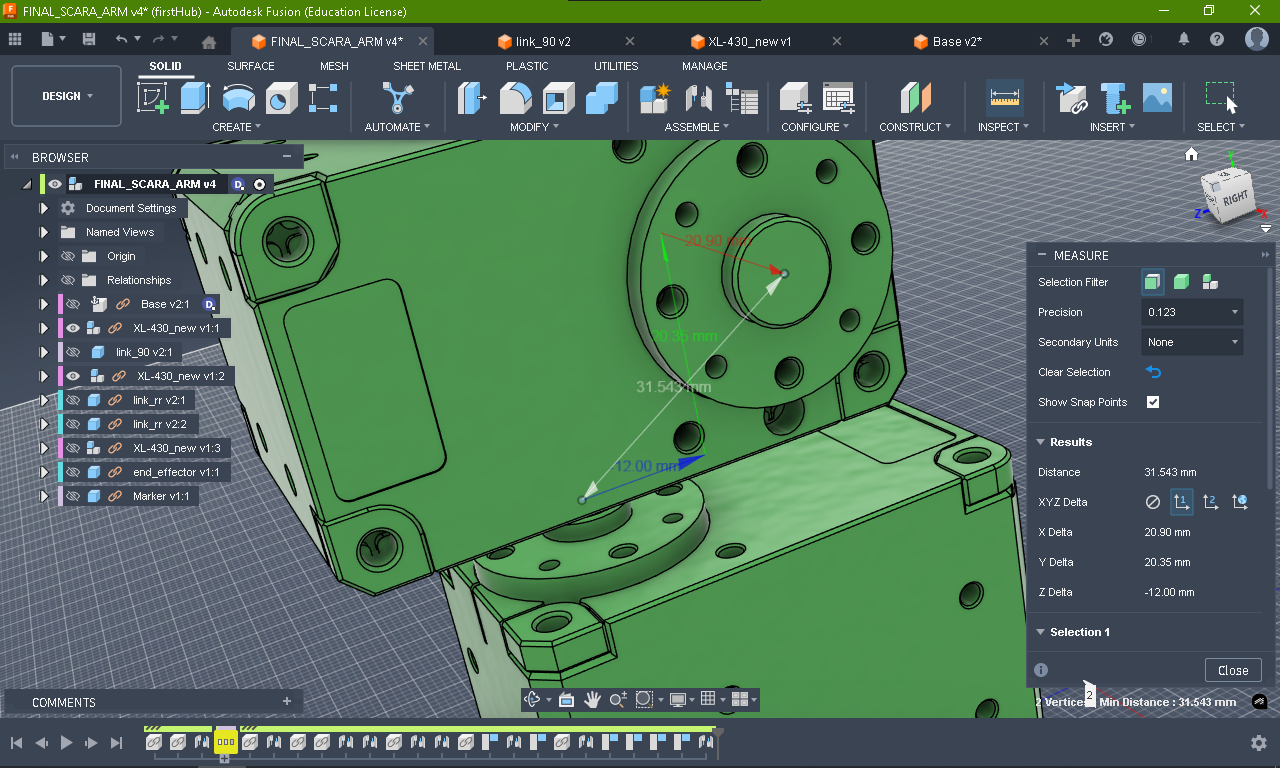 FINAL_SCARA_ARM v4* (firstHub) - Autodesk Fusion (Education License)
FINAL_SCARA_ARM v4*
link_90 v2
XL-430_new v1
Base v2*
DESIGN
SOLID
SURFACE
MESH
SHEET METAL
PLASTIC
UTILITIES
MANAGE
CREATE
AUTOMATE
MODIFY
ASSEMBLE
CONFIGURE
CONSTRUCT
INSPECT
INSERT
SELECT
BROWSER
FINAL_SCARA_ARM v4
D
Document Settings
Named Views
Origin
Relationships
Base v2:1
D
XL-430_new v1:1
link_90 v2:1
XL-430_new v1:2
link_rr v2:1
link_rr v2:2
XL-430_new v1:3
end_effector v1:1
Marker v1:1
20.90 mm
20.35 mm
31.543 mm
-12.00 mm
Y
Z
X
RIGHT
MEASURE
Selection Filter
Precision
0.123
Secondary Units
None
Clear Selection
Show Snap Points
Results
Distance
31.543 mm
XYZ Delta
1
2
X Delta
20.90 mm
Y Delta
20.35 mm
Z Delta
-12.00 mm
Selection 1
Close
2
COMMENTS
2 Vertices Min Distance : 31.543 mm